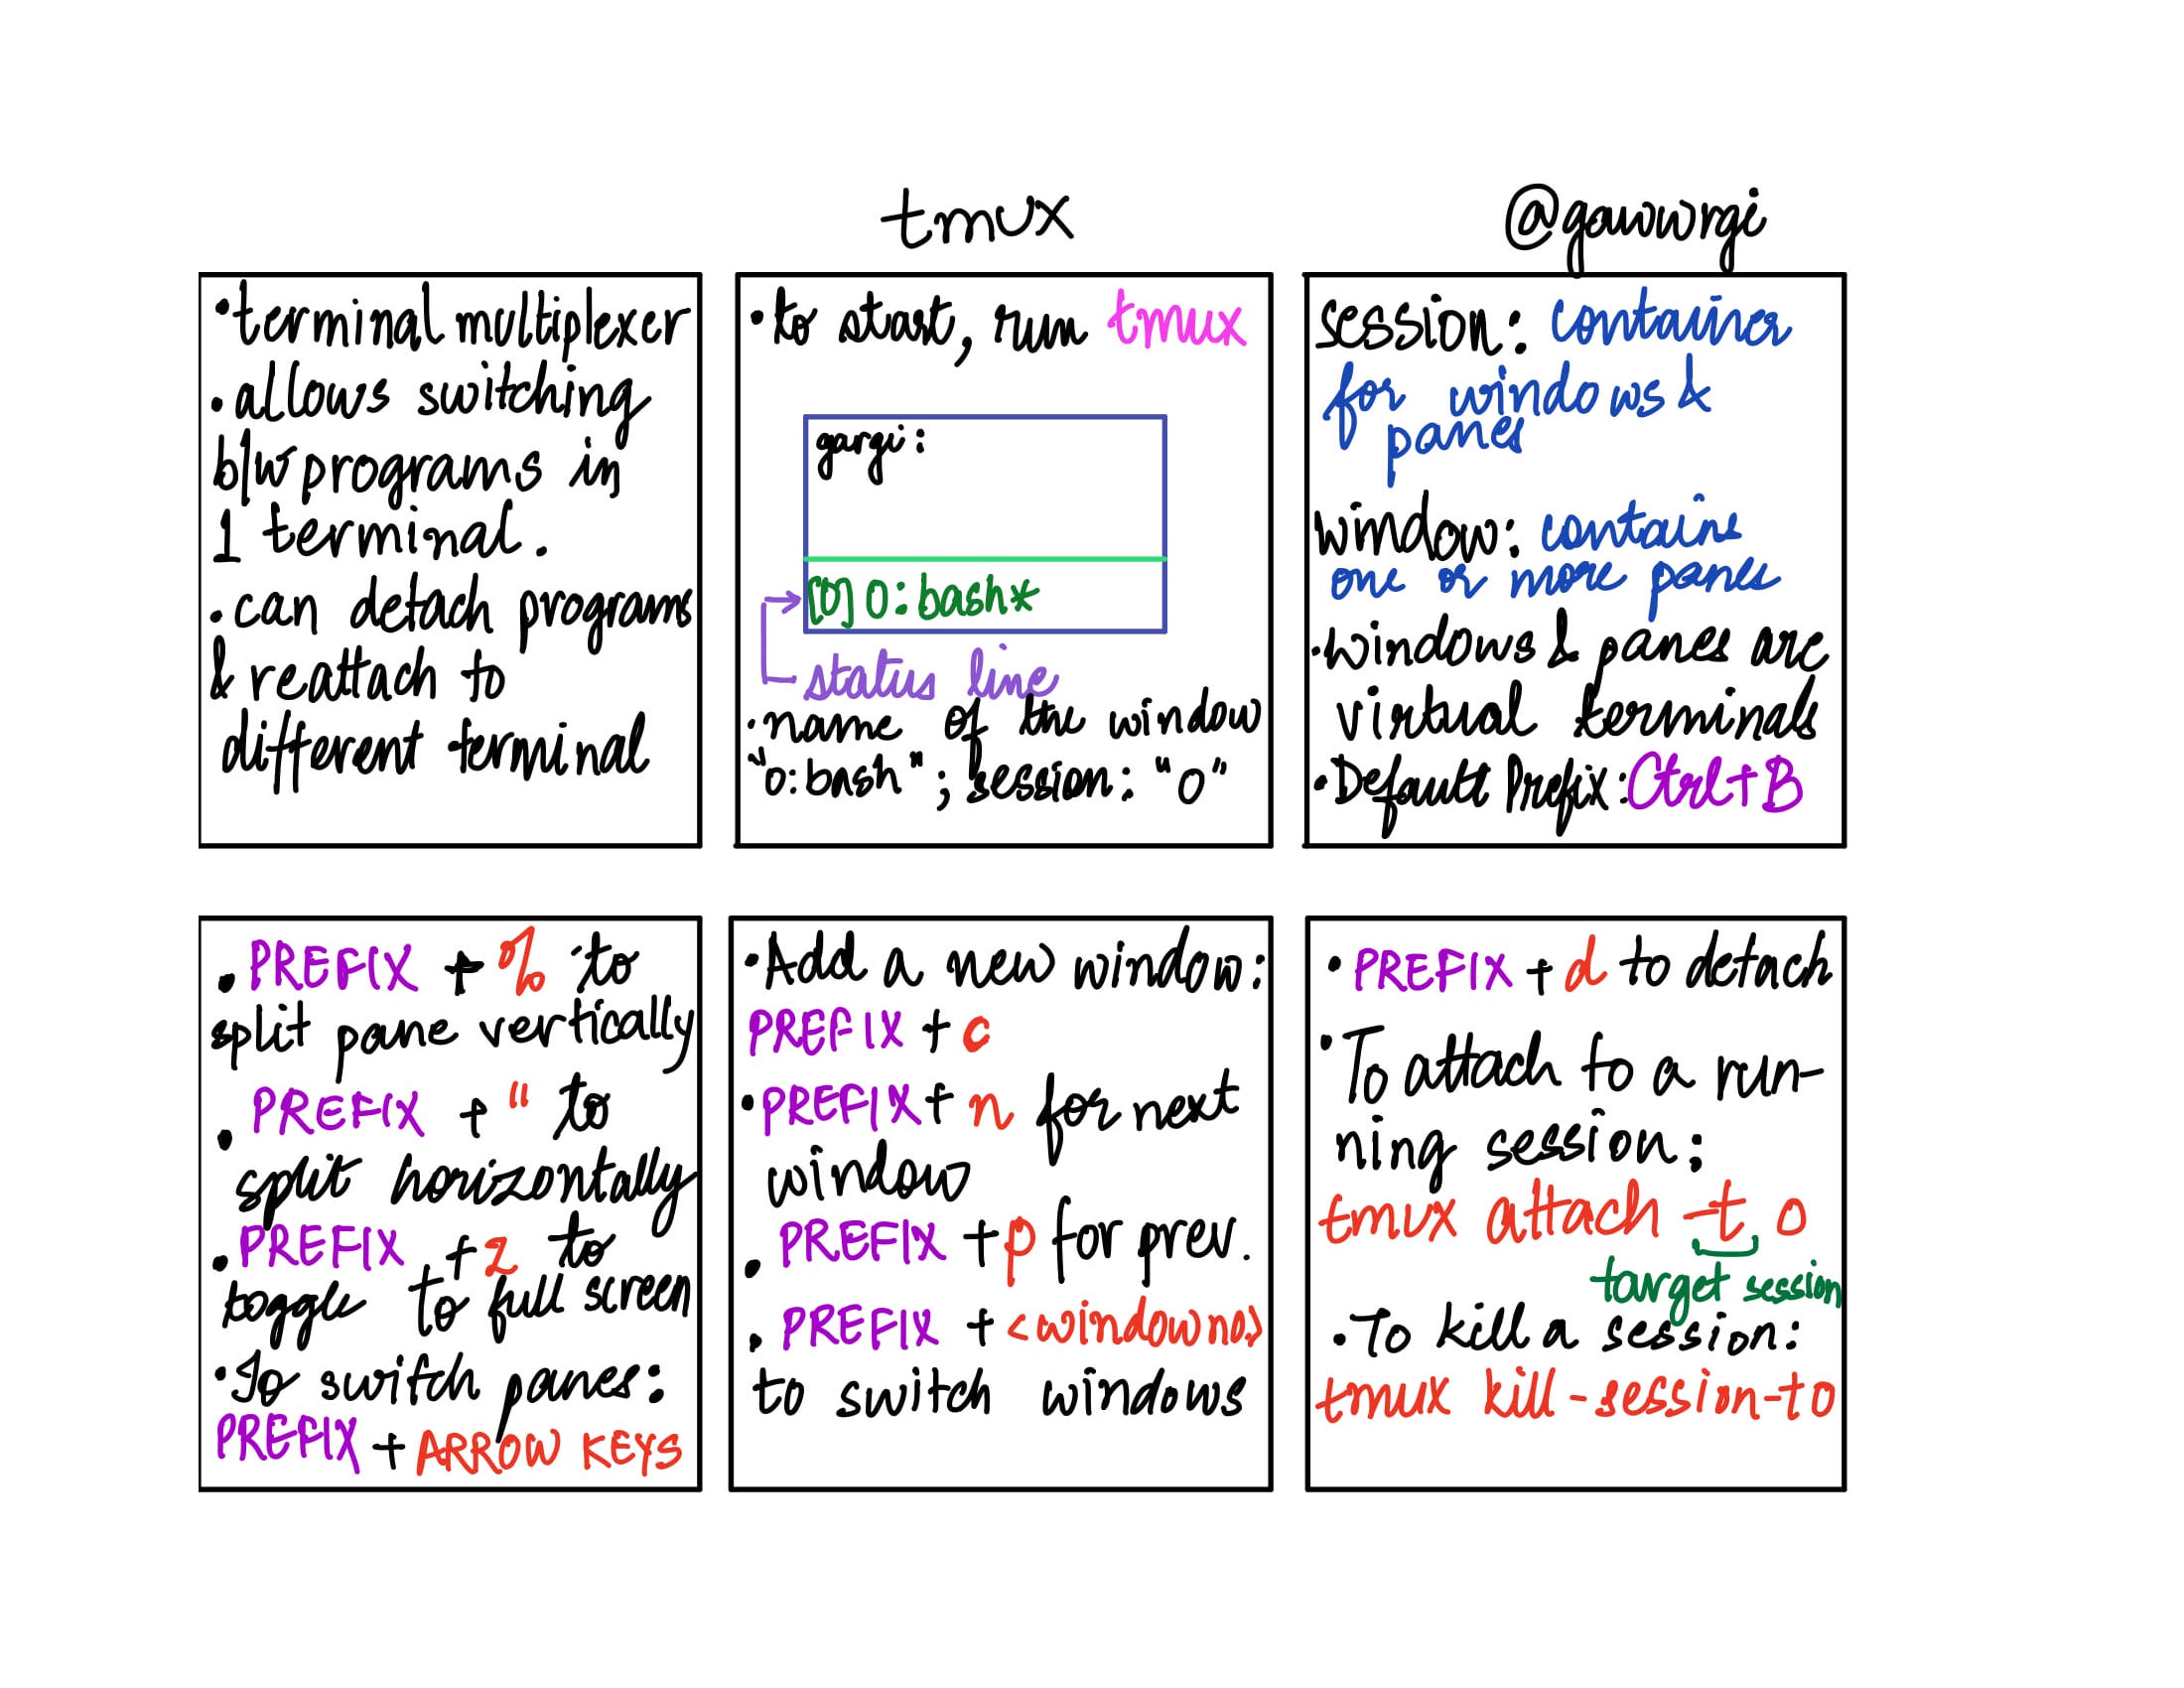 tmux
@gawwrgi
• terminal multiplexer
• allows switching
b/w programs in
1 terminal.
• can detach programs
& reattach to
different terminal
• to start, run tmux
gargi:
[0] 0:bash*
status line
• name of the window
"0:bash"; session: "0"
session: container
for windows &
panes
window: contains
one or more panes
• windows & panes are
virtual terminals
• Default Prefix: Ctrl+B
• PREFIX + % to
split pane vertically
• PREFIX + " to
split horizontally
• PREFIX + z to
toggle to full screen
• To switch panes:
PREFIX + ARROW KEYS
• Add a new window:
PREFIX + c
• PREFIX + n for next
window
• PREFIX + p for prev.
• PREFIX + <window no>
to switch windows
• PREFIX + d to detach
• To attach to a run-
ning session:
tmux attach -t 0
target session
• To kill a session:
tmux kill-session -t 0